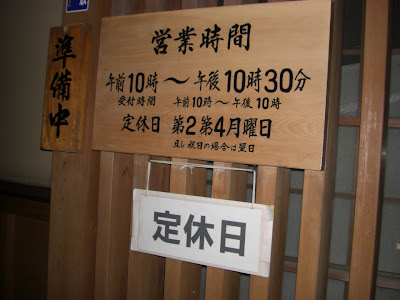 準備中
営業時間
午前10時～午後10時30分
受付時間 午前10時～午後10時
定休日 第2第4月曜日
且し祝日の場合は翌日
定休日